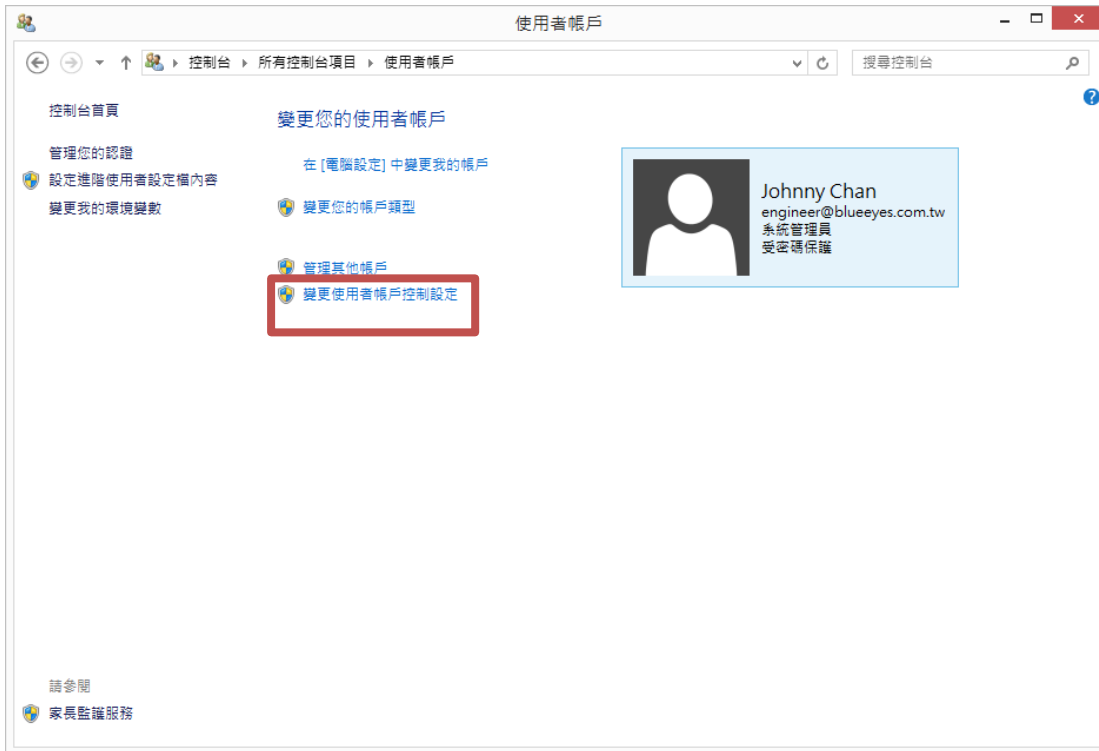 使用者帳戶
控制台 所有控制台項目 使用者帳戶
搜尋控制台
控制台首頁
管理您的認證
設定進階使用者設定檔內容
變更我的環境變數
變更您的使用者帳戶
在 [電腦設定] 中變更我的帳戶
變更您的帳戶類型
管理其他帳戶
變更使用者帳戶控制設定
Johnny Chan
engineer@blueeyes.com.tw
系統管理員
受密碼保護
請參閱
家長監護服務